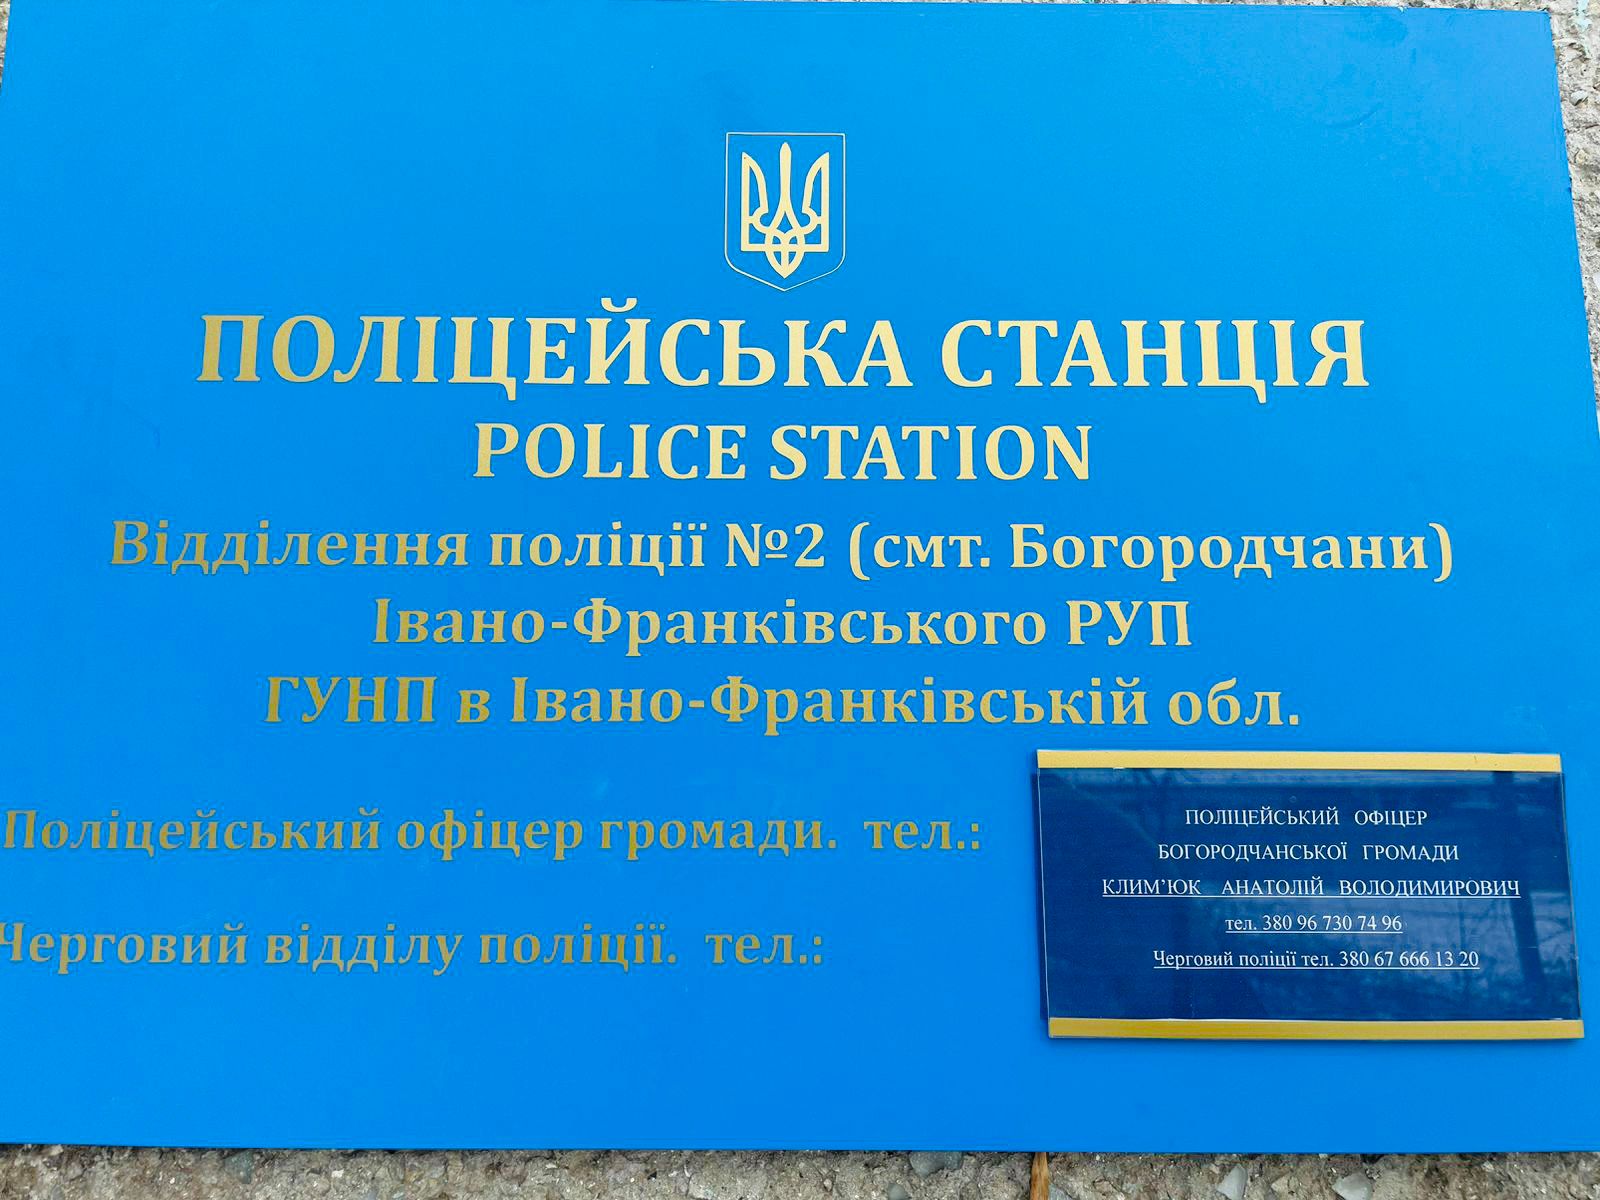 ПОЛІЦЕЙСЬКА СТАНЦІЯ
POLICE STATION
Відділення поліції №2 (смт. Богородчани)
Івано-Франківського РУП
ГУНП в Івано-Франківській обл.
Поліцейський офіцер громади. тел.:
Черговий відділу поліції. тел.:
ПОЛІЦЕЙСЬКИЙ ОФІЦЕР
БОГОРОДЧАНСЬКОЇ ГРОМАДИ
КЛИМ’ЮК АНАТОЛІЙ ВОЛОДИМИРОВИЧ
тел. 380 96 730 74 96
Черговий поліції тел. 380 67 666 13 20